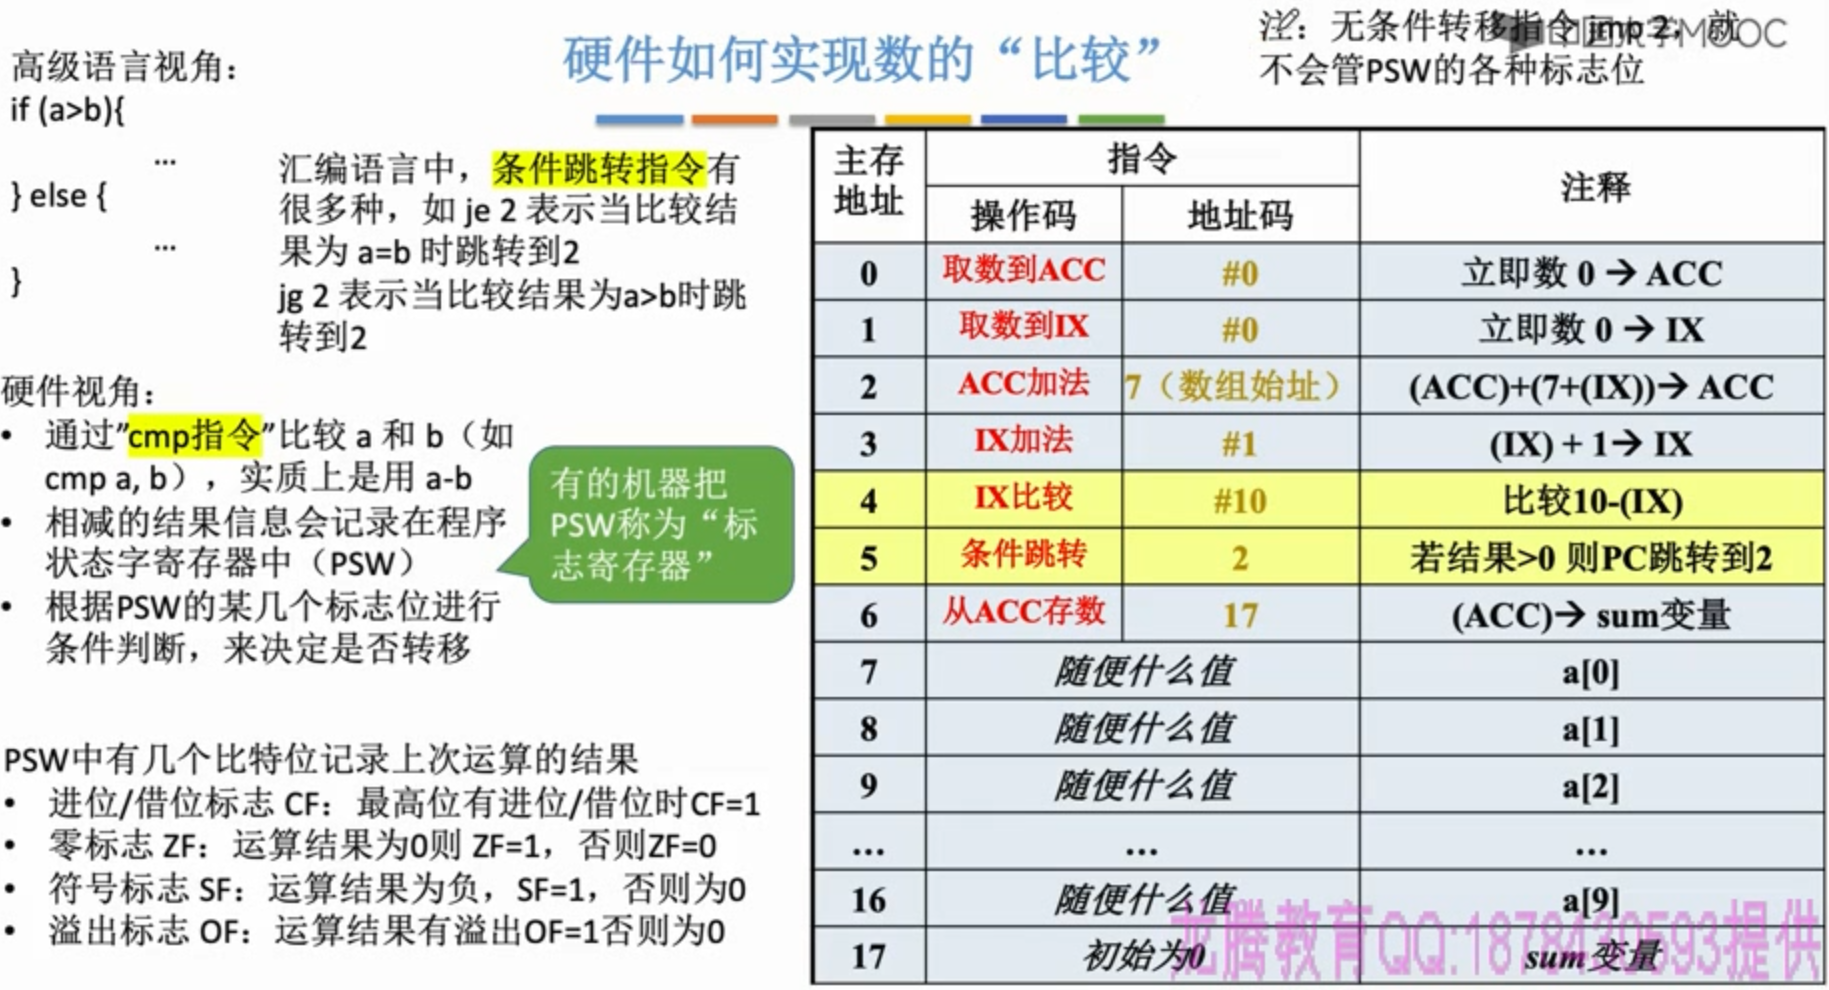 硬件如何实现数的“比较”
注：无条件转移指令 jmp 2，就
不会管PSW的各种标志位
高级语言视角：
if (a>b){
...
} else {
...
}
汇编语言中，条件跳转指令有
很多种，如 je 2 表示当比较结
果为 a=b 时跳转到2
jg 2 表示当比较结果为a>b时跳
转到2
硬件视角：
• 通过”cmp指令”比较 a 和 b（如
cmp a, b），实质上是用 a-b
• 相减的结果信息会记录在程序
状态字寄存器中（PSW）
• 根据PSW的某几个标志位进行
条件判断，来决定是否转移
有的机器把
PSW称为“标
志寄存器”
PSW中有几个比特位记录上次运算的结果
• 进位/借位标志 CF：最高位有进位/借位时CF=1
• 零标志 ZF：运算结果为0则 ZF=1，否则ZF=0
• 符号标志 SF：运算结果为负，SF=1，否则为0
• 溢出标志 OF：运算结果有溢出OF=1否则为0
主存地址 指令 注释
操作码 地址码
0 取数到ACC #0 立即数 0 → ACC
1 取数到IX #0 立即数 0 → IX
2 ACC加法 7（数组始址） (ACC)+(7+(IX))→ ACC
3 IX加法 #1 (IX) + 1→ IX
4 IX比较 #10 比较10-(IX)
5 条件跳转 2 若结果>0 则PC跳转到2
6 从ACC存数 17 (ACC)→ sum变量
7 随便什么值 a[0]
8 随便什么值 a[1]
9 随便什么值 a[2]
... ... ...
16 随便什么值 a[9]
17 初始为0 sum变量
龙腾教育QQ:1878430593提供
中国大学MOOC